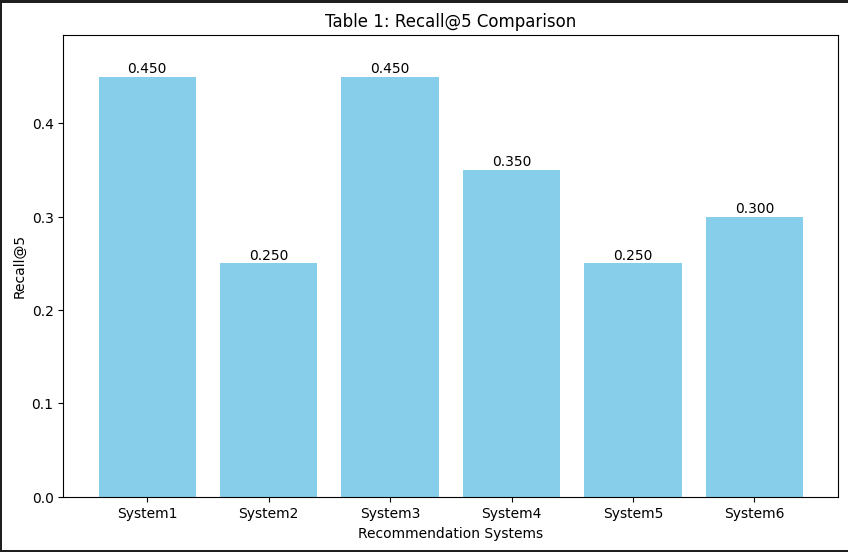 Table 1: Recall@5 Comparison
0.450
0.450
0.350
0.300
0.250
0.250
0.4
0.3
0.2
0.1
0.0
Recall@5
System1 System2 System3 System4 System5 System6
Recommendation Systems